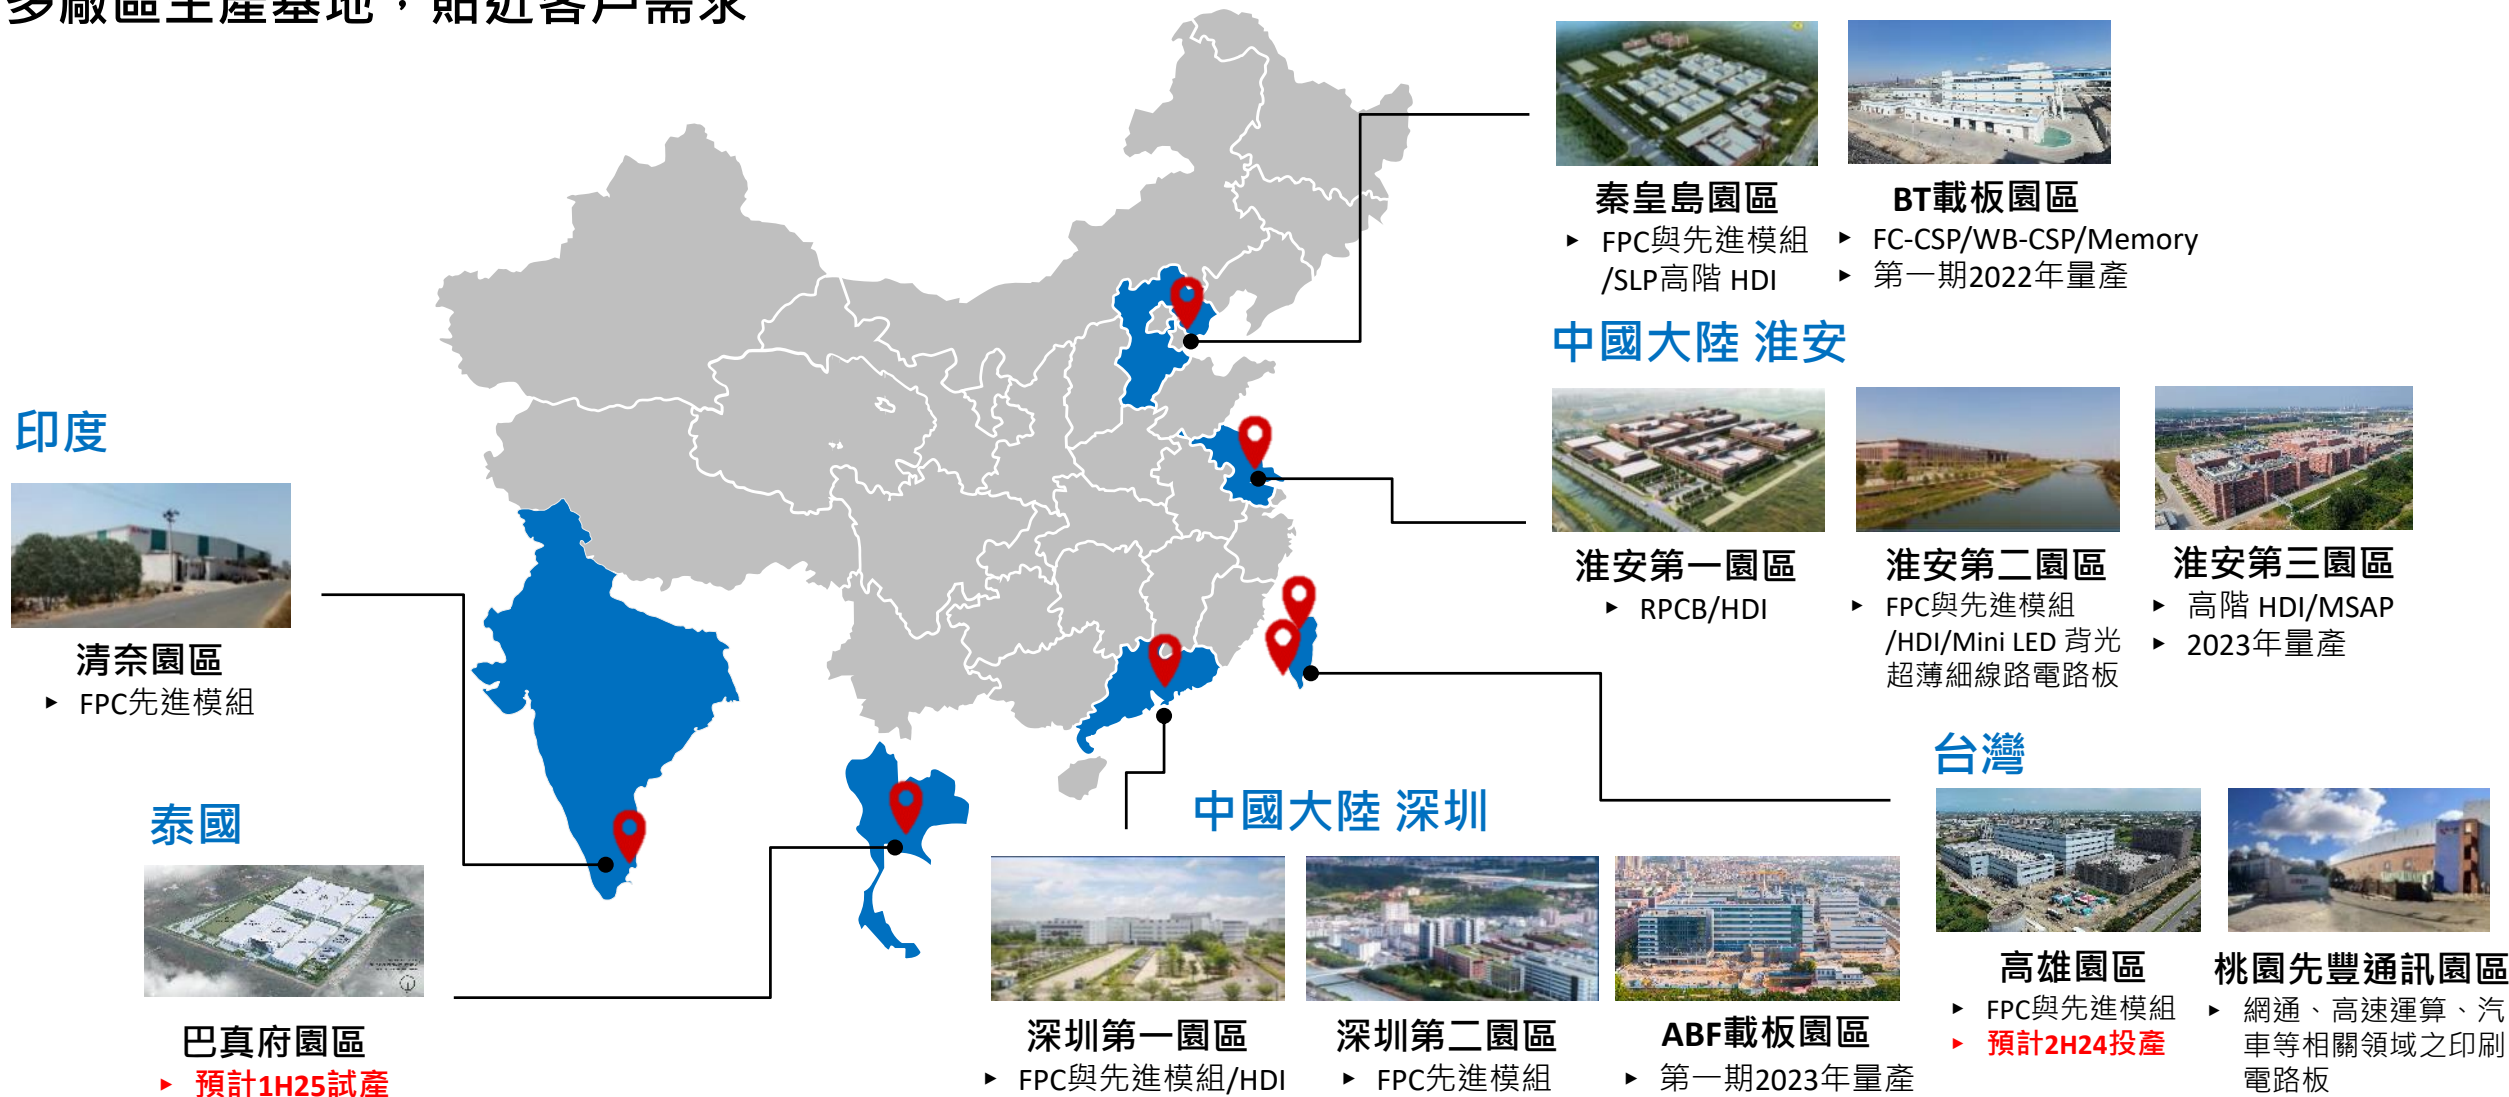 多廠區生產基地，貼近客戶需求
秦皇島園區
▸ FPC與先進模組
/SLP高階 HDI
BT載板園區
▸ FC-CSP/WB-CSP/Memory
▸ 第一期2022年量產
中國大陸 淮安
淮安第一園區
▸ RPCB/HDI
淮安第二園區
▸ FPC與先進模組
/HDI/Mini LED 背光
超薄細線路電路板
淮安第三園區
▸ 高階 HDI/MSAP
▸ 2023年量產
印度
清奈園區
▸ FPC先進模組
泰國
巴真府園區
▸ 預計1H25試產
中國大陸 深圳
深圳第一園區
▸ FPC與先進模組/HDI
深圳第二園區
▸ FPC先進模組
ABF載板園區
▸ 第一期2023年量產
台灣
高雄園區
▸ FPC與先進模組
▸ 預計2H24投產
桃園先豐通訊園區
▸ 網通、高速運算、汽
車等相關領域之印刷
電路板